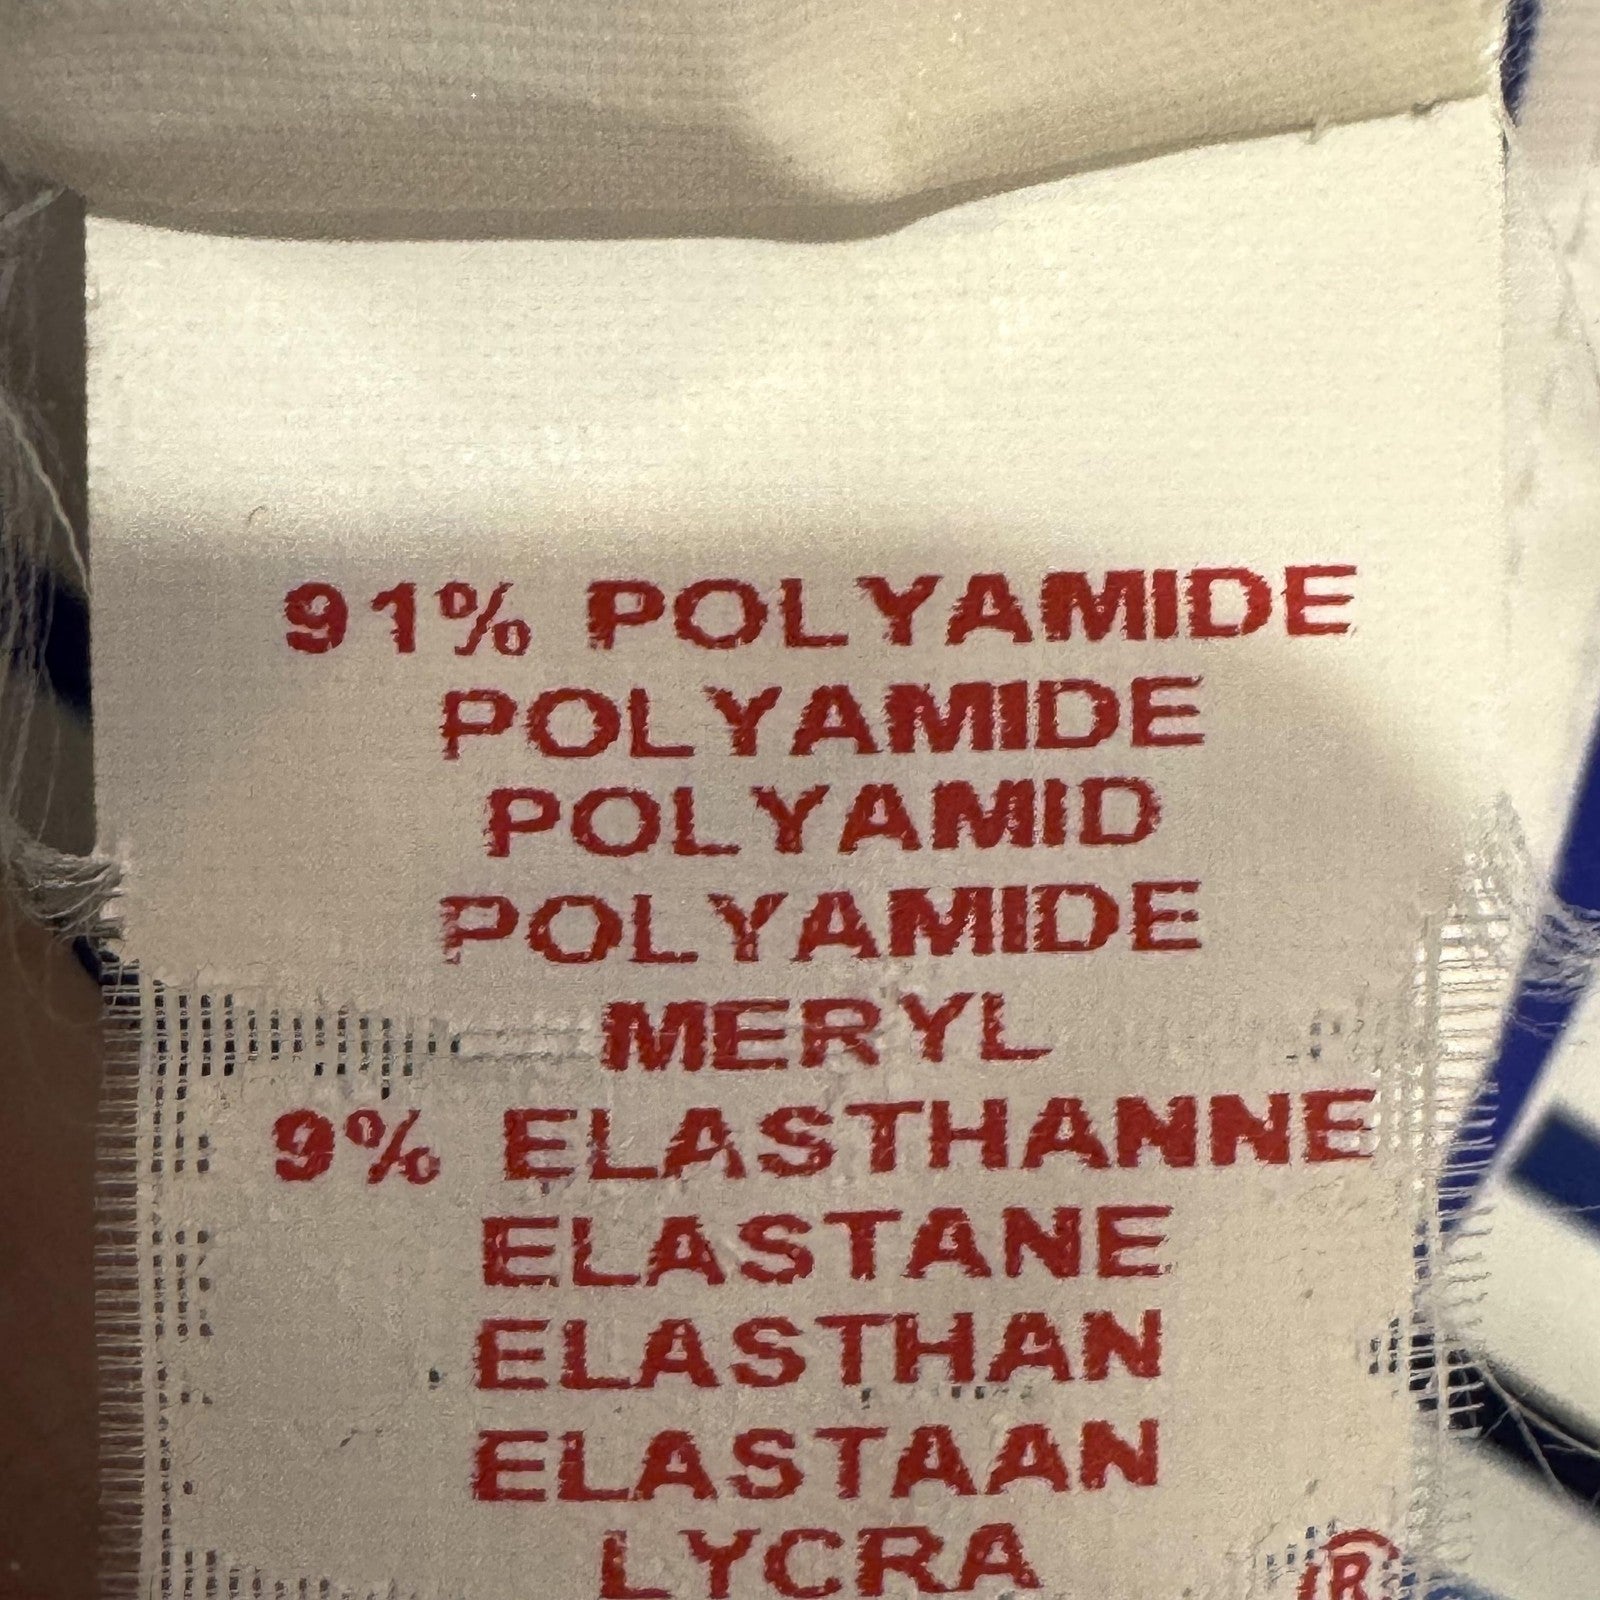 91% POLYAMIDE
POLYAMIDE
POLYAMID
POLYAMIDE
MERYL
9% ELASTHANNE
ELASTANE
ELASTHAN
ELASTAAN
LYCRA ®